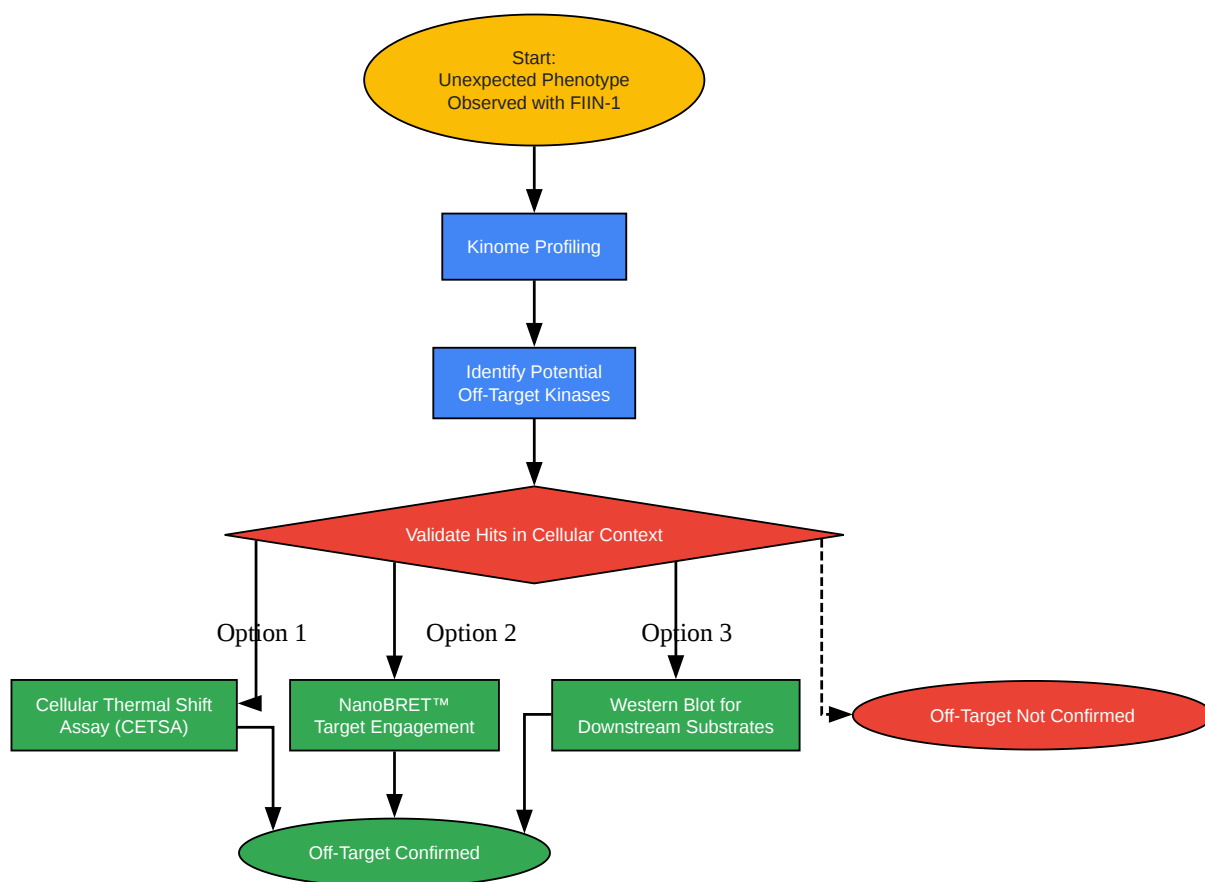 Start:
Unexpected Phenotype
Observed with FIIN-1
Kinome Profiling
Identify Potential
Off-Target Kinases
Validate Hits in Cellular Context
Option 1
Option 2
Option 3
Cellular Thermal Shift
Assay (CETSA)
NanoBRET™
Target Engagement
Western Blot for
Downstream Substrates
Off-Target Not Confirmed
Off-Target Confirmed